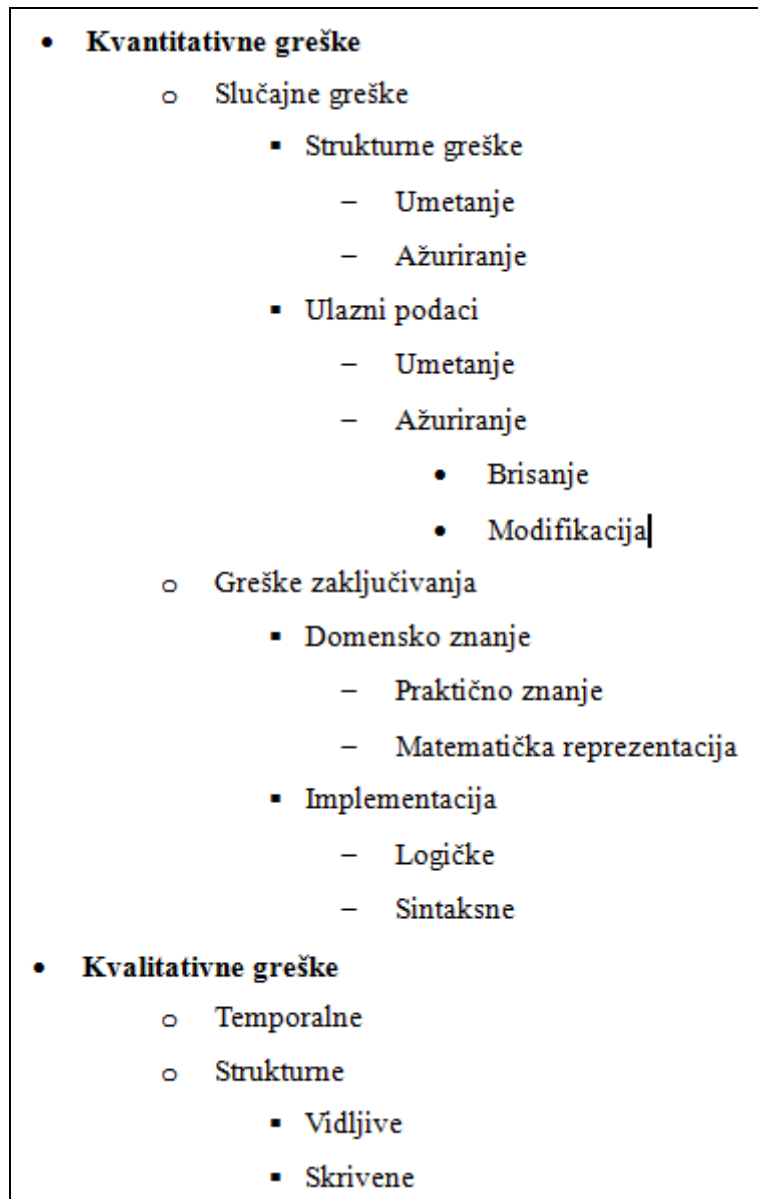 • Kvantitativne greške
o Slučajne greške
▪ Strukturne greške
– Umetanje
– Ažuriranje
▪ Ulazni podaci
– Umetanje
– Ažuriranje
• Brisanje
• Modifikacija
o Greške zaključivanja
▪ Domensko znanje
– Praktično znanje
– Matematička reprezentacija
▪ Implementacija
– Logičke
– Sintaksne
• Kvalitativne greške
o Temporalne
o Strukturne
▪ Vidljive
▪ Skrivene